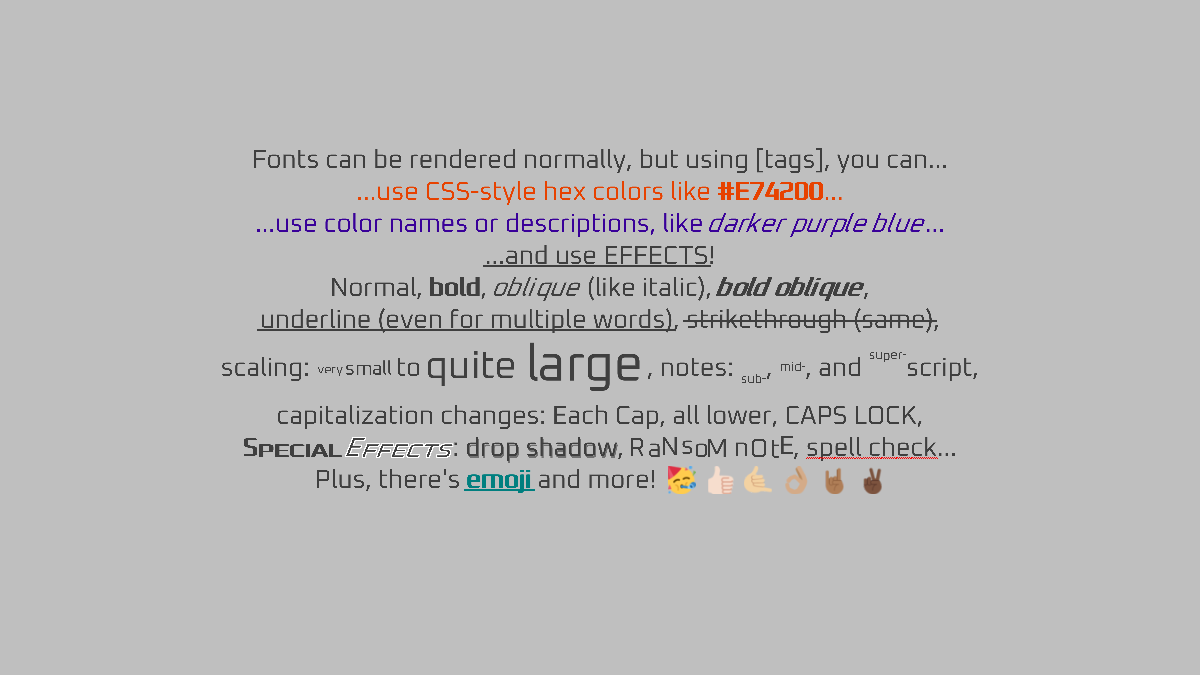 Fonts can be rendered normally, but using [tags], you can...
...use CSS-style hex colors like #E74200...
...use color names or descriptions, like darker purple blue...
...and use EFFECTS!
Normal, bold, oblique (like italic), bold oblique,
underline (even for multiple words), strikethrough (same),
scaling: very small to quite large, notes: sub-, mid-, and super-script,
capitalization changes: Each Cap, all lower, CAPS LOCK,
Special Effects: drop shadow, RaNsoM nOtE, spell check...
Plus, there's emoji and more! 🥳 👍🏻 🤙🏼 👌🏽 🤘🏾 ✌🏿